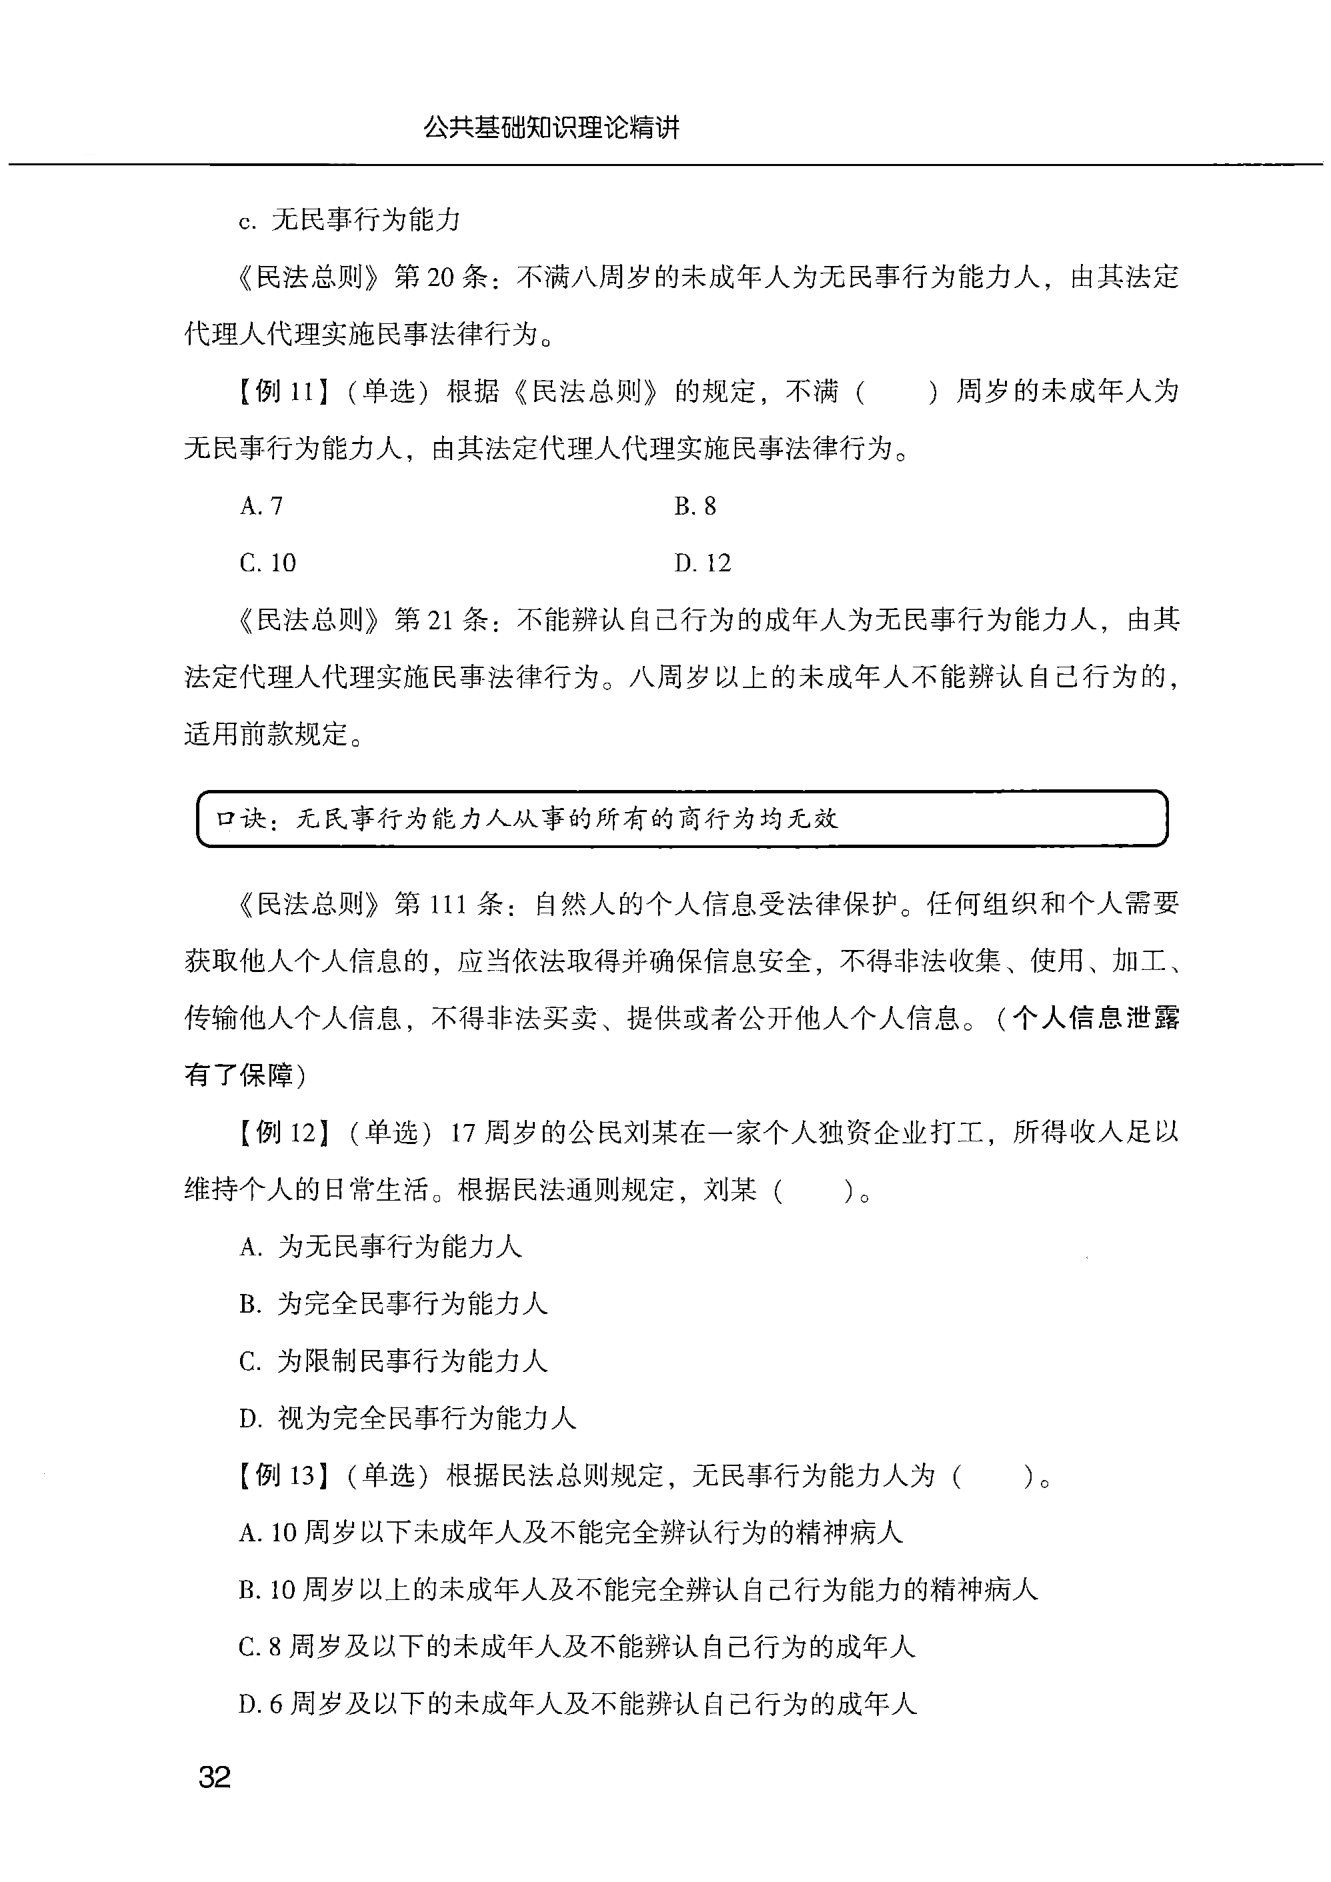 公共基础知识理论精讲
c. 无民事行为能力
《民法总则》第 20 条：不满八周岁的未成年人为无民事行为能力人，由其法定
代理人代理实施民事法律行为。
【例 11】（单选）根据《民法总则》的规定，不满（　　）周岁的未成年人为
无民事行为能力人，由其法定代理人代理实施民事法律行为。
A. 7　　B. 8
C. 10　　D. 12
《民法总则》第 21 条：不能辨认自己行为的成年人为无民事行为能力人，由其
法定代理人代理实施民事法律行为。八周岁以上的未成年人不能辨认自己行为的，
适用前款规定。
口诀：无民事行为能力人从事的所有的商行为均无效
《民法总则》第 111 条：自然人的个人信息受法律保护。任何组织和个人需要
获取他人个人信息的，应当依法取得并确保信息安全，不得非法收集、使用、加工、
传输他人个人信息，不得非法买卖、提供或者公开他人个人信息。（个人信息泄露
有了保障）
【例 12】（单选）17 周岁的公民刘某在一家个人独资企业打工，所得收入足以
维持个人的日常生活。根据民法通则规定，刘某（　　）。
A. 为无民事行为能力人
B. 为完全民事行为能力人
C. 为限制民事行为能力人
D. 视为完全民事行为能力人
【例 13】（单选）根据民法总则规定，无民事行为能力人为（　　）。
A. 10 周岁以下未成年人及不能完全辨认行为的精神病人
B. 10 周岁以上的未成年人及不能完全辨认自己行为能力的精神病人
C. 8 周岁及以下的未成年人及不能辨认自己行为的成年人
D. 6 周岁及以下的未成年人及不能辨认自己行为的成年人
32